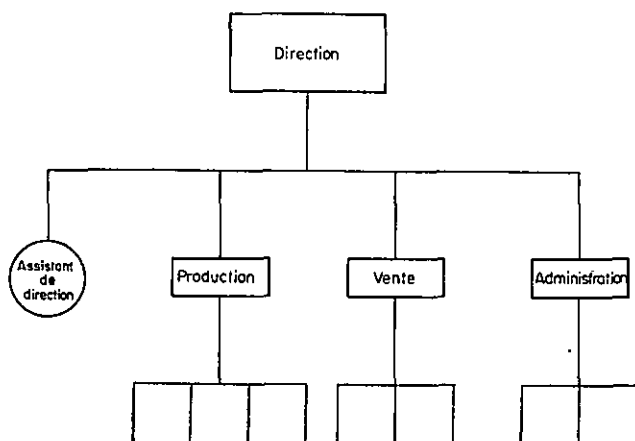 Direction
Assistant
de
direction
Production
Vente
Administration